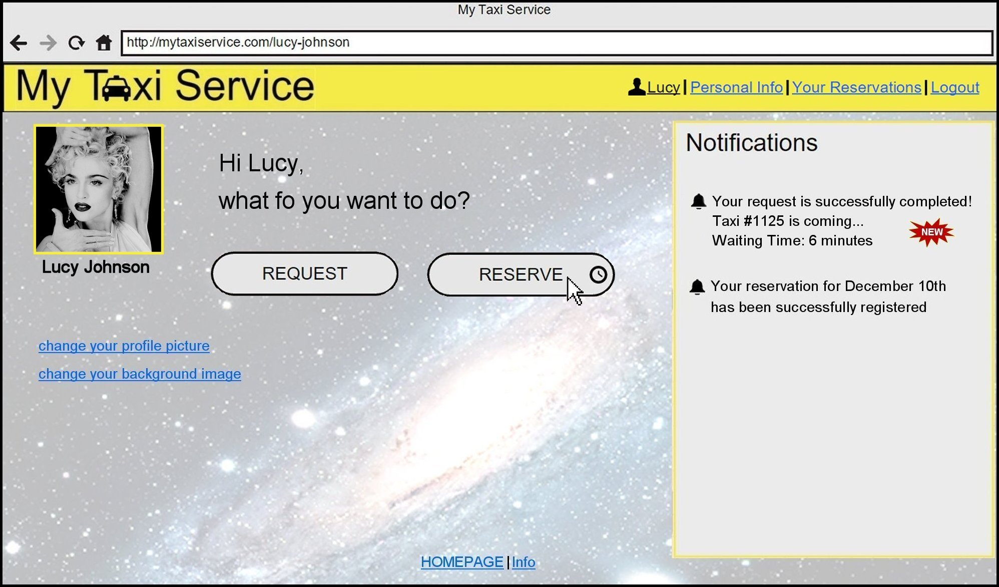 My Taxi Service
http://mytaxiservice.com/lucy-johnson
My Taxi Service
Lucy | Personal Info | Your Reservations | Logout
Lucy Johnson
Hi Lucy,
what fo you want to do?
REQUEST
RESERVE
change your profile picture
change your background image
Notifications
Your request is successfully completed!
Taxi #1125 is coming...
Waiting Time: 6 minutes
NEW
Your reservation for December 10th
has been successfully registered
HOMEPAGE | Info